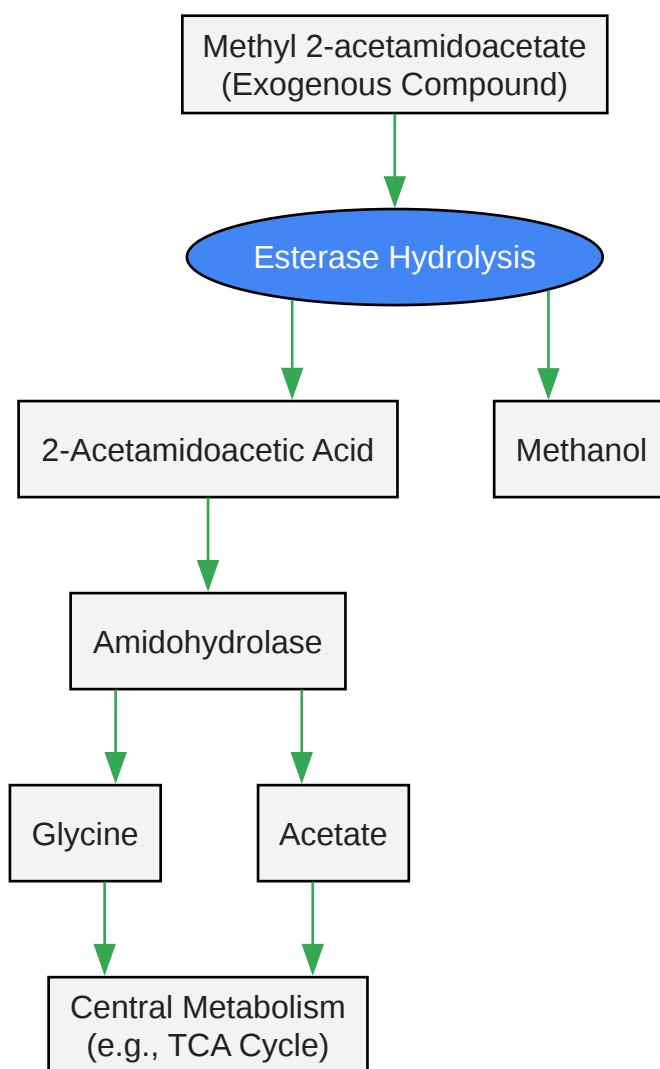 Methyl 2-acetamidoacetate
(Exogenous Compound)
Esterase Hydrolysis
2-Acetamidoacetic Acid
Methanol
Amidohydrolase
Glycine
Acetate
Central Metabolism
(e.g., TCA Cycle)